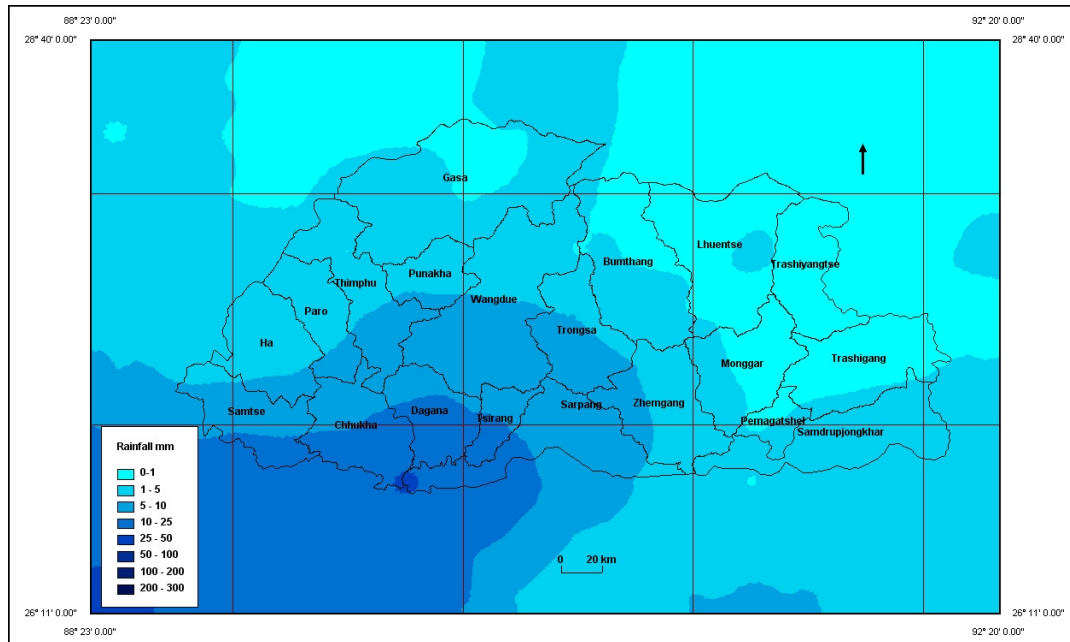 88° 23' 0.00"
92° 20' 0.00"
28° 40' 0.00"
28° 40' 0.00"
Gasa
Lhuentse
Bumthang
Trashiyangtse
Punakha
Thimphu
Wangdue
Paro
Trongsa
Ha
Monggar
Trashigang
Zhemgang
Sarpang
Samtse
Dagana
Tsirang
Chhukha
Pemagatshel
Samdrupjongkhar
Rainfall mm
0-1
1 - 5
5 - 10
10 - 25
25 - 50
50 - 100
100 - 200
200 - 300
0 20 km
26° 11' 0.00"
26° 11' 0.00"
88° 23' 0.00"
92° 20' 0.00"